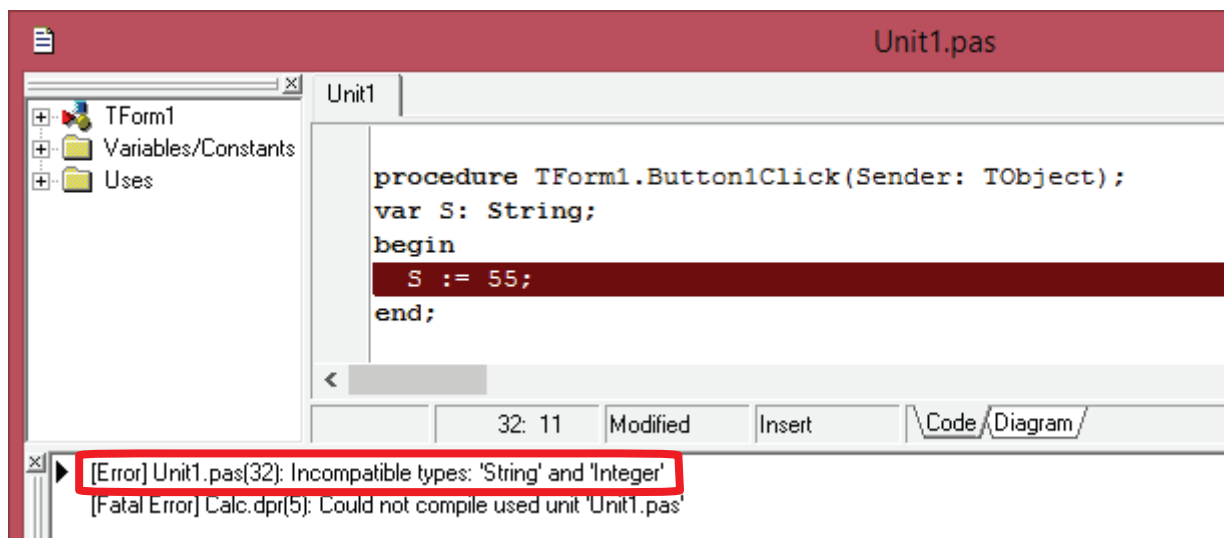 Unit1.pas
TForm1
Variables/Constants
Uses
Unit1
procedure TForm1.Button1Click(Sender: TObject);
var S: String;
begin
S := 55;
end;
32: 11 Modified Insert Code Diagram
[Error] Unit1.pas(32): Incompatible types: 'String' and 'Integer'
[Fatal Error] Calc.dpr(5): Could not compile used unit 'Unit1.pas'